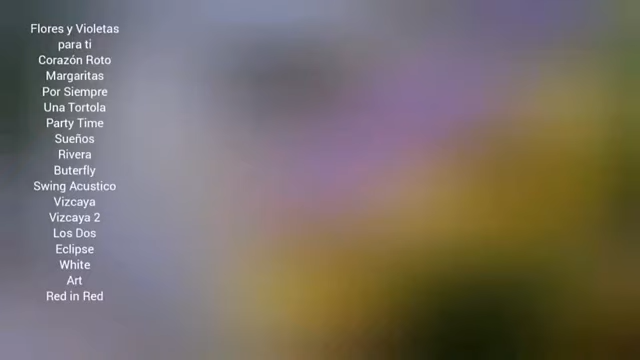 Flores y Violetas
para ti
Corazón Roto
Margaritas
Por Siempre
Una Tortola
Party Time
Sueños
Rivera
Buterfly
Swing Acustico
Vizcaya
Vizcaya 2
Los Dos
Eclipse
White
Art
Red in Red